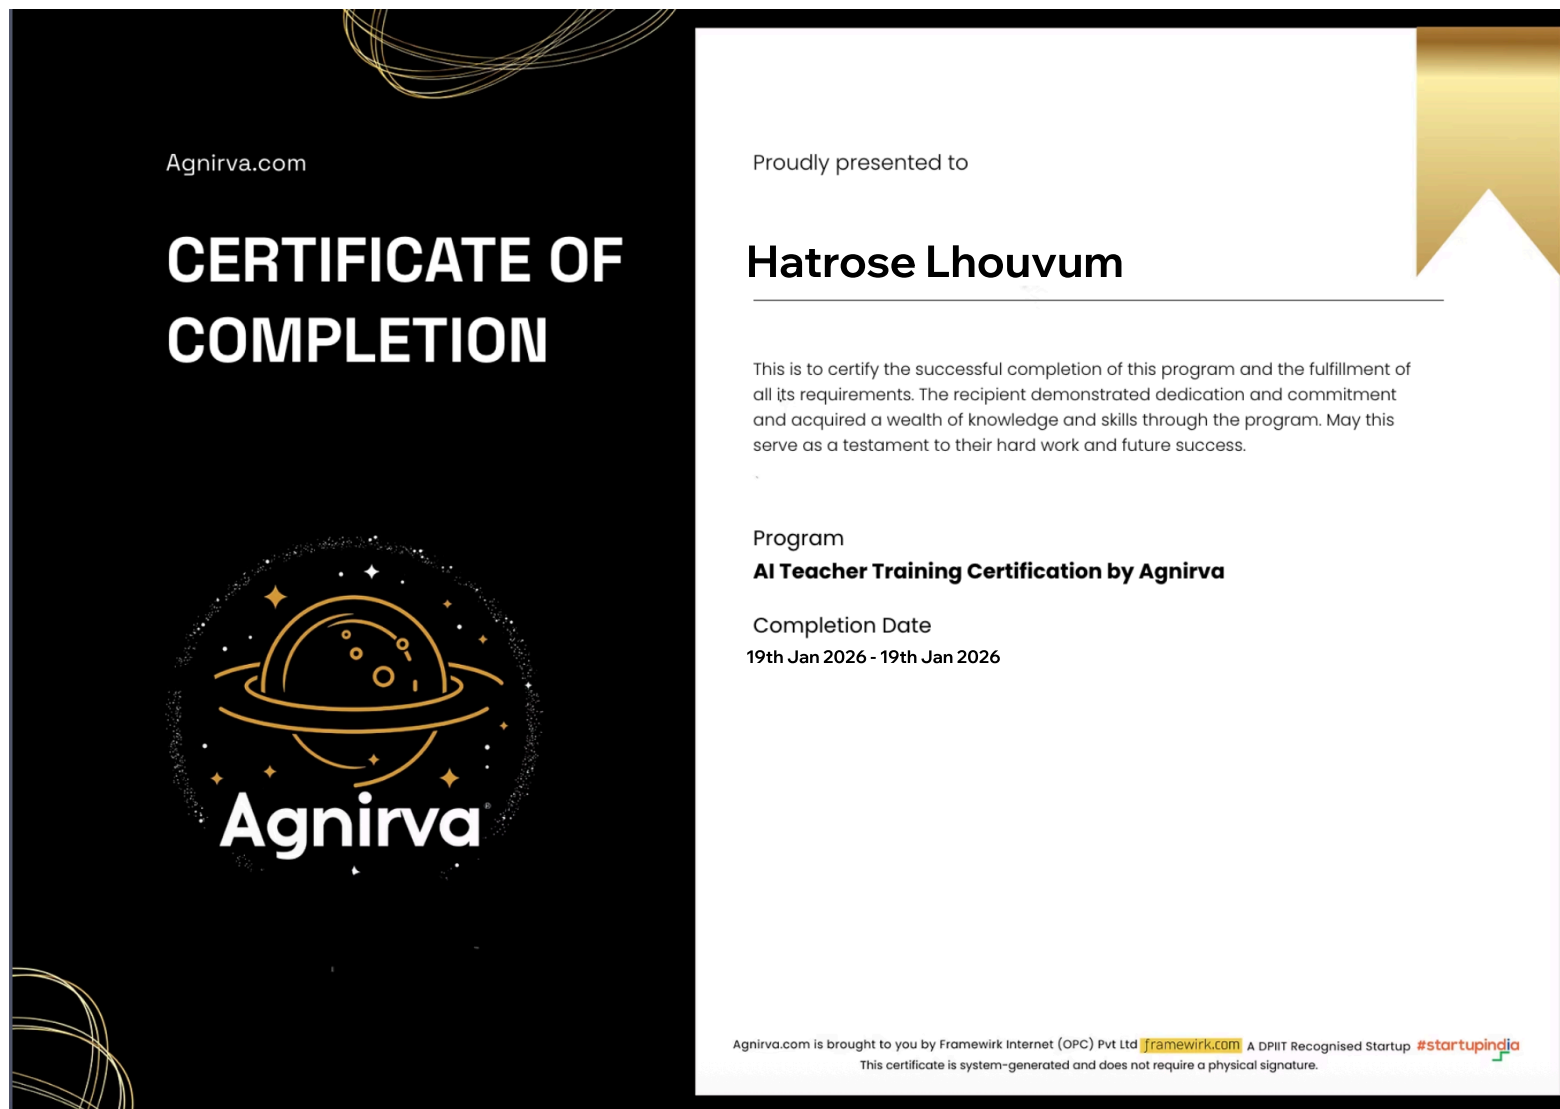 Agnirva.com
CERTIFICATE OF
COMPLETION
Agnirva®
Proudly presented to
Hatrose Lhouvum
This is to certify the successful completion of this program and the fulfillment of
all its requirements. The recipient demonstrated dedication and commitment
and acquired a wealth of knowledge and skills through the program. May this
serve as a testament to their hard work and future success.
Program
AI Teacher Training Certification by Agnirva
Completion Date
19th Jan 2026 - 19th Jan 2026
Agnirva.com is brought to you by Framewirk Internet (OPC) Pvt Ltd framewirk.com A DPIIT Recognised Startup #startupindia
This certificate is system-generated and does not require a physical signature.